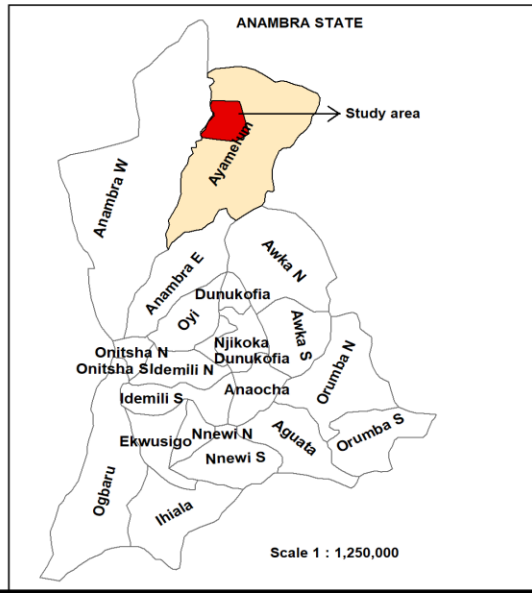 ANAMBRA STATE
Study area
Ayamelum
Anambra W
Awka N
Anambra E
Dunukofia
Oyi
Awka S
Njikoka
Onitsha N
Dunukofia
Onitsha S
Idemili N
Orumba N
Anaocha
Idemili S
Aguata
Orumba S
Nnewi N
Ekwusigo
Nnewi S
Ogbaru
Ihiala
Scale 1 : 1,250,000